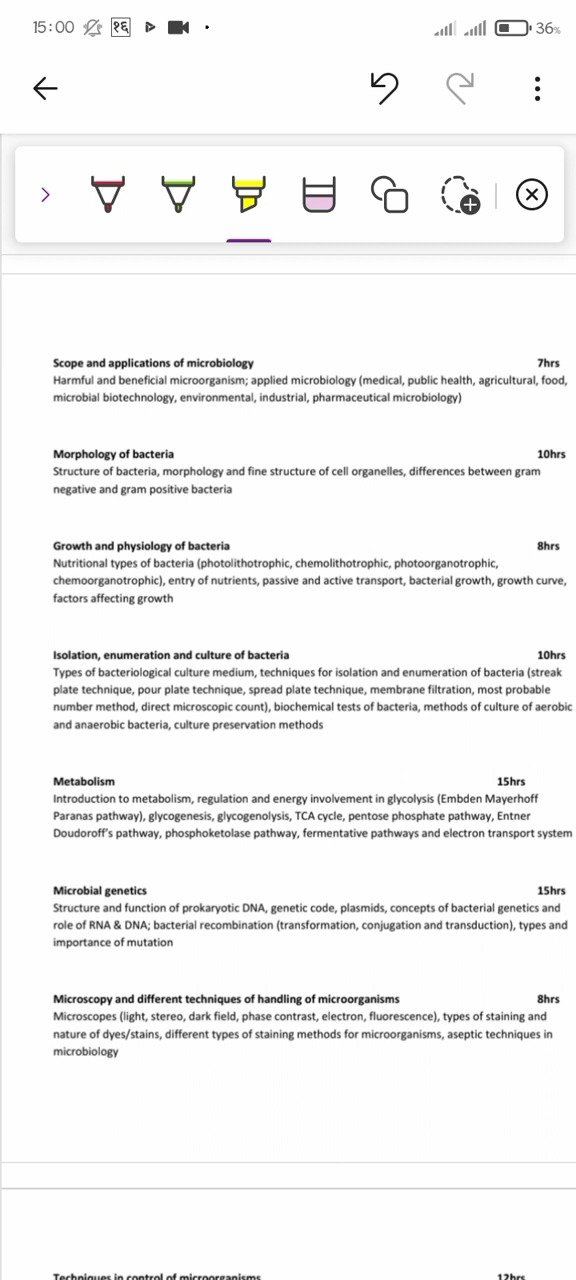 15:00 १६ 36%
Scope and applications of microbiology 7hrs
Harmful and beneficial microorganism; applied microbiology (medical, public health, agricultural, food,
microbial biotechnology, environmental, industrial, pharmaceutical microbiology)
Morphology of bacteria 10hrs
Structure of bacteria, morphology and fine structure of cell organelles, differences between gram
negative and gram positive bacteria
Growth and physiology of bacteria 8hrs
Nutritional types of bacteria (photolithotrophic, chemolithotrophic, photoorganotrophic,
chemoorganotrophic), entry of nutrients, passive and active transport, bacterial growth, growth curve,
factors affecting growth
Isolation, enumeration and culture of bacteria 10hrs
Types of bacteriological culture medium, techniques for isolation and enumeration of bacteria (streak
plate technique, pour plate technique, spread plate technique, membrane filtration, most probable
number method, direct microscopic count), biochemical tests of bacteria, methods of culture of aerobic
and anaerobic bacteria, culture preservation methods
Metabolism 15hrs
Introduction to metabolism, regulation and energy involvement in glycolysis (Embden Mayerhoff
Paranas pathway), glycogenesis, glycogenolysis, TCA cycle, pentose phosphate pathway, Entner
Doudoroff's pathway, phosphoketolase pathway, fermentative pathways and electron transport system
Microbial genetics 15hrs
Structure and function of prokaryotic DNA, genetic code, plasmids, concepts of bacterial genetics and
role of RNA & DNA; bacterial recombination (transformation, conjugation and transduction), types and
importance of mutation
Microscopy and different techniques of handling of microorganisms 8hrs
Microscopes (light, stereo, dark field, phase contrast, electron, fluorescence), types of staining and
nature of dyes/stains, different types of staining methods for microorganisms, aseptic techniques in
microbiology
Techniques in control of microorganisms 12hrs